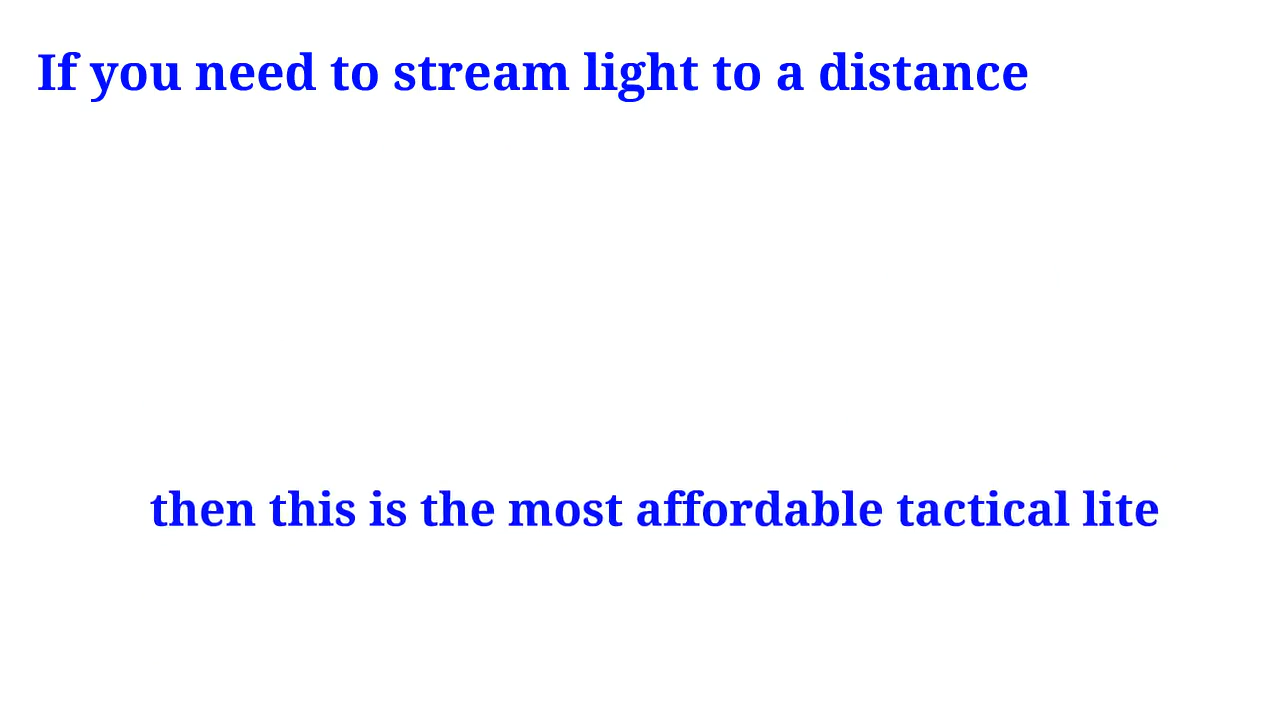 If you need to stream light to a distance
then this is the most affordable tactical lite